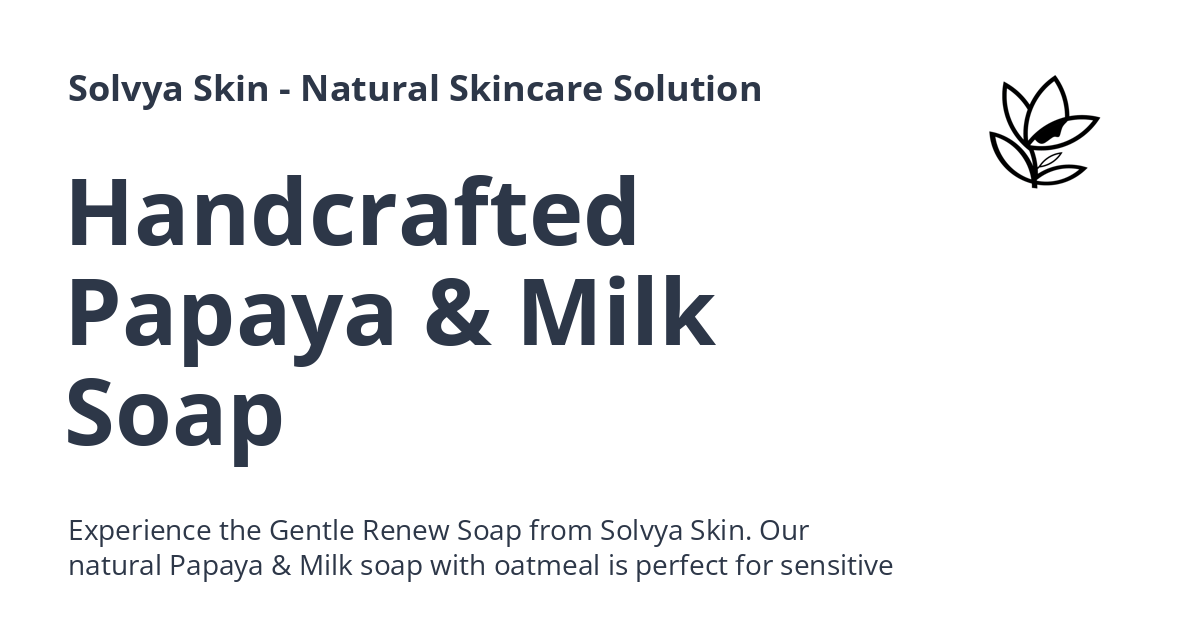 Solvya Skin - Natural Skincare Solution
Handcrafted
Papaya & Milk
Soap
Experience the Gentle Renew Soap from Solvya Skin. Our
natural Papaya & Milk soap with oatmeal is perfect for sensitive